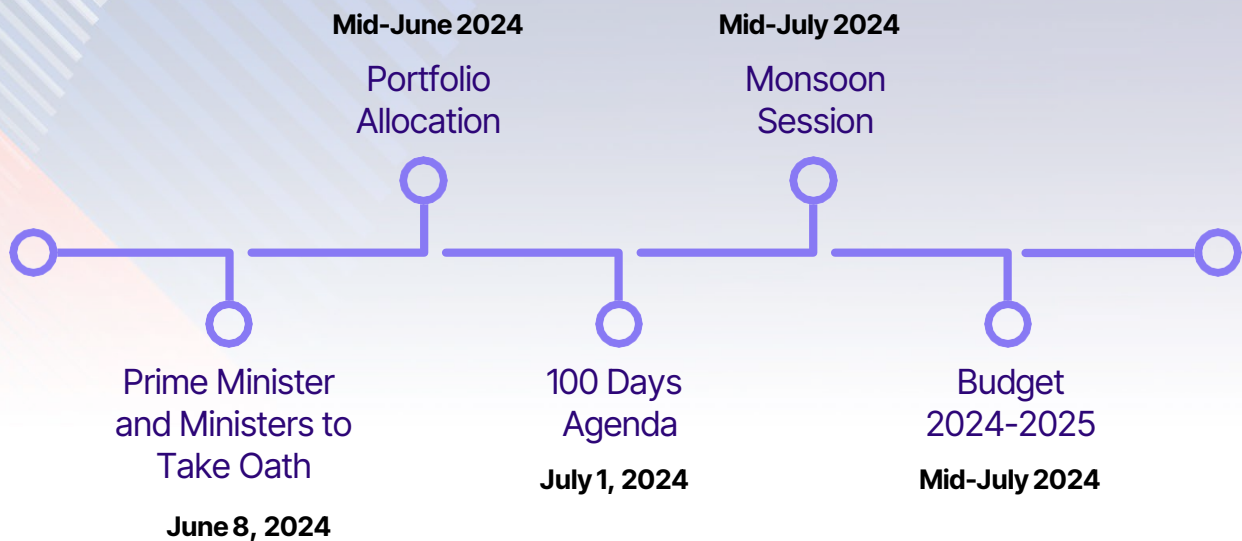 Mid-June 2024
Portfolio
Allocation
Mid-July 2024
Monsoon
Session
Prime Minister
and Ministers to
Take Oath
June 8, 2024
100 Days
Agenda
July 1, 2024
Budget
2024-2025
Mid-July 2024